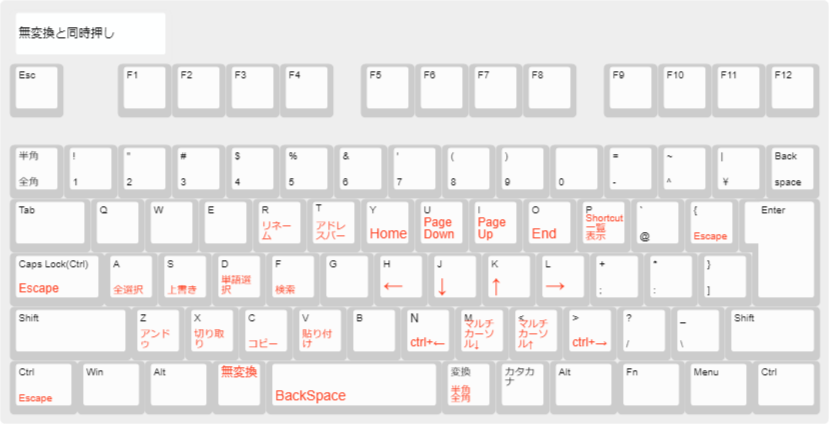 無変換と同時押し
Esc F1 F2 F3 F4 F5 F6 F7 F8 F9 F10 F11 F12
半角 ! " # $ % & ' ( ) = ~ | Back
全角 1 2 3 4 5 6 7 8 9 0 - ^ ¥ space
Tab Q W E R T Y U I O P ` { Enter
リネー
ム
アドレ
スバー
Home
Page
Down
Page
Up
End
Shortcut
一覧
表示
@
Escape
Caps Lock(Ctrl) A S D F G H J K L + * }
Escape
全選択
上書き
単語選
択
検索
←
↓
↑
→
; : ]
Shift Z X C V B N M < > ? _ Shift
アンド
ゥ
切り取
り
コピー
貼り付
け
ctrl+←
マルチ
カーソ
ル↓
マルチ
カーソ
ル↑
ctrl+→
/ \
Ctrl Win Alt 無変換 変換 カタカ
ナ
Alt Fn Menu Ctrl
Escape
BackSpace
半角
全角